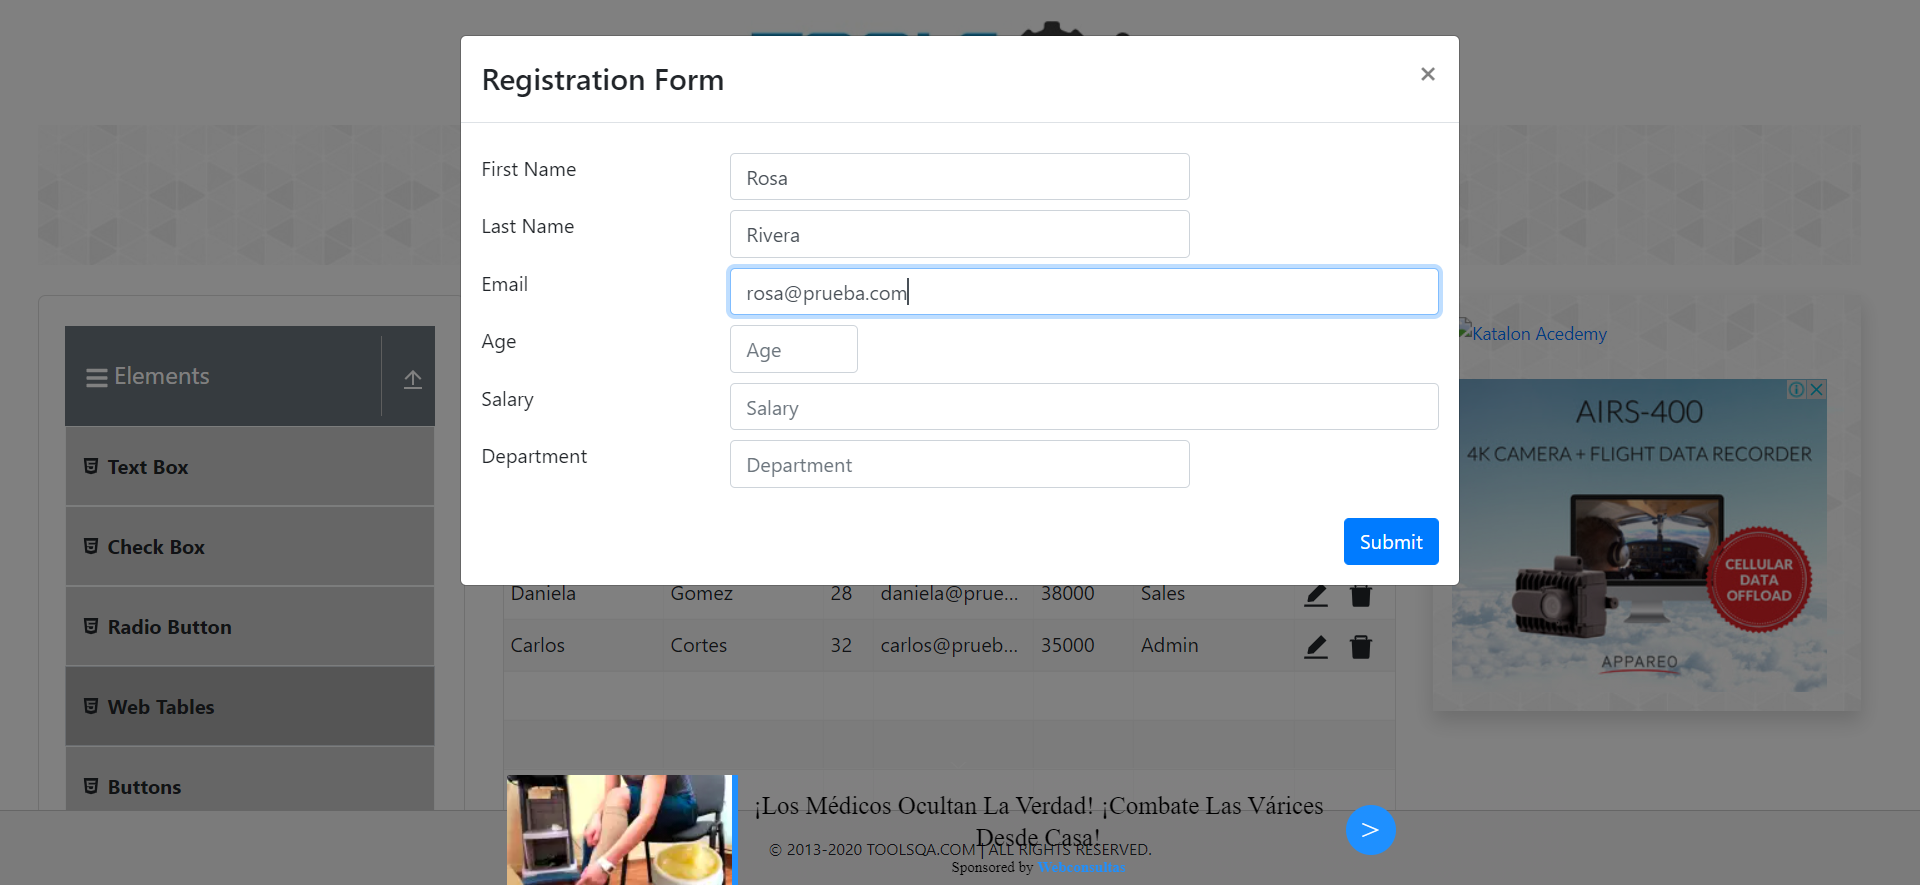 Registration Form
×
First Name
Rosa
Last Name
Rivera
Email
rosa@prueba.com
Age
Age
Salary
Salary
Department
Department
Submit
Elements
Text Box
Check Box
Radio Button
Web Tables
Buttons
Daniela Gomez 28 daniela@prue... 38000 Sales
Carlos Cortes 32 carlos@prueb... 35000 Admin
Katalon Acedemy
AIRS-400
4K CAMERA + FLIGHT DATA RECORDER
CELLULAR
DATA
OFFLOAD
APPAREO
¡Los Médicos Ocultan La Verdad! ¡Combate Las Várices
Desde Casa!
>
© 2013-2020 TOOLSQA.COM | ALL RIGHTS RESERVED.
Sponsored by